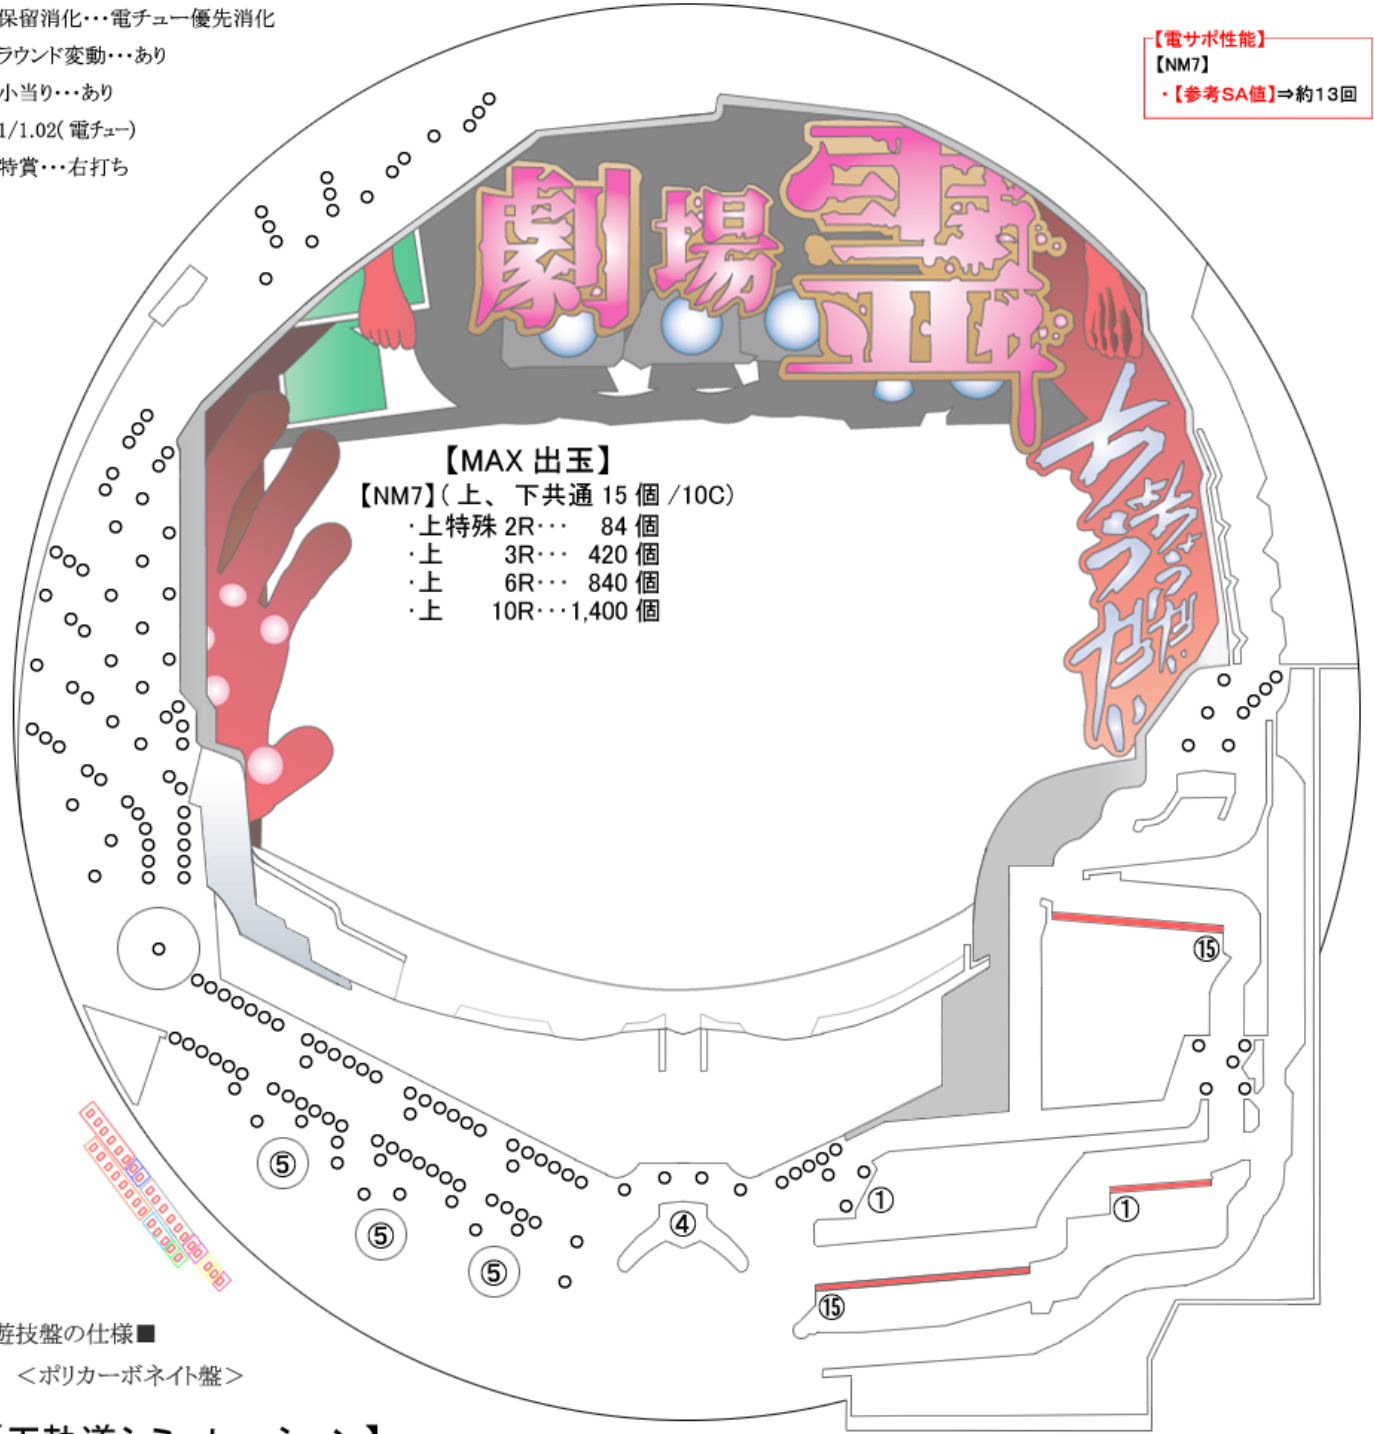 保留消化･･･電チュー優先消化
ラウンド変動･･･あり
小当り･･･あり
1/1.02(電チュー)
特賞･･･右打ち
【電サポ性能】
【NM7】
・【参考SA値】⇒約13回
劇場霊
【MAX 出玉】
【NM7】(上、下共通 15 個 /10C)
･上特殊 2R･･･ 84 個
･上 3R･･･ 420 個
･上 6R･･･ 840 個
･上 10R･･･1,400 個
⑮
⑤
⑤
⑤
④
①
①
⑮
遊技盤の仕様■
＜ポリカーボネイト盤＞